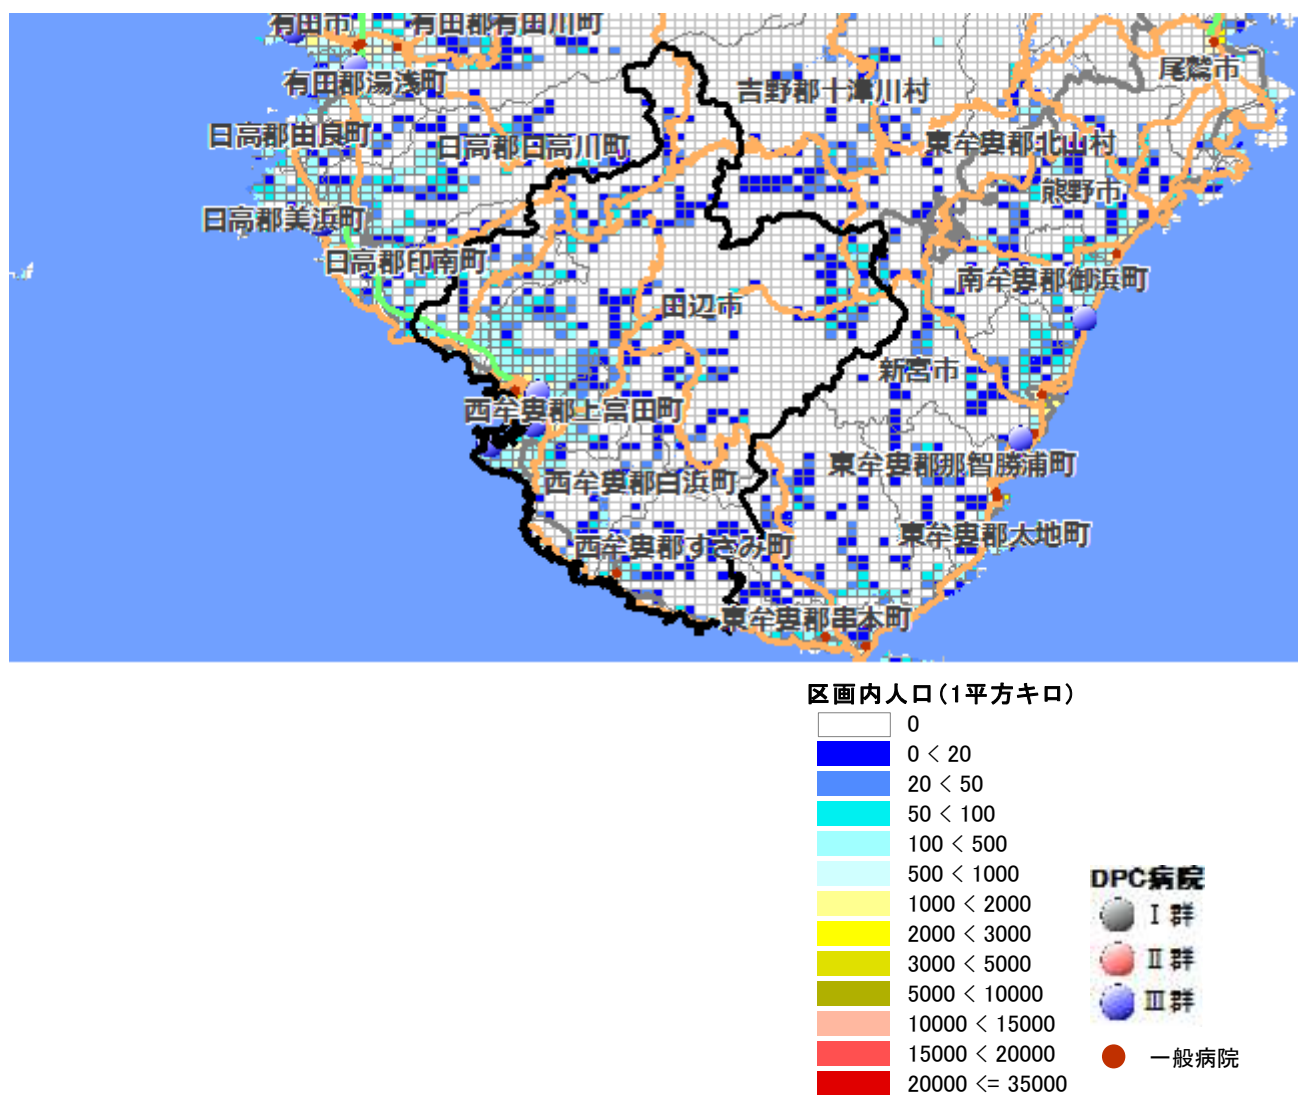 有田市
有田郡有田川町
尾鷲市
有田郡湯浅町
吉野郡十津川村
日高郡由良町
日高郡日高川町
東牟婁郡北山村
熊野市
日高郡美浜町
日高郡印南町
南牟婁郡御浜町
田辺市
新宮市
西牟婁郡上富田町
東牟婁郡那智勝浦町
西牟婁郡白浜町
東牟婁郡太地町
西牟婁郡すさみ町
東牟婁郡串本町
区画内人口(1平方キロ)
0
0 < 20
20 < 50
50 < 100
100 < 500
500 < 1000
1000 < 2000
2000 < 3000
3000 < 5000
5000 < 10000
10000 < 15000
15000 < 20000
20000 <= 35000
DPC病院
Ⅰ群
Ⅱ群
Ⅲ群
一般病院